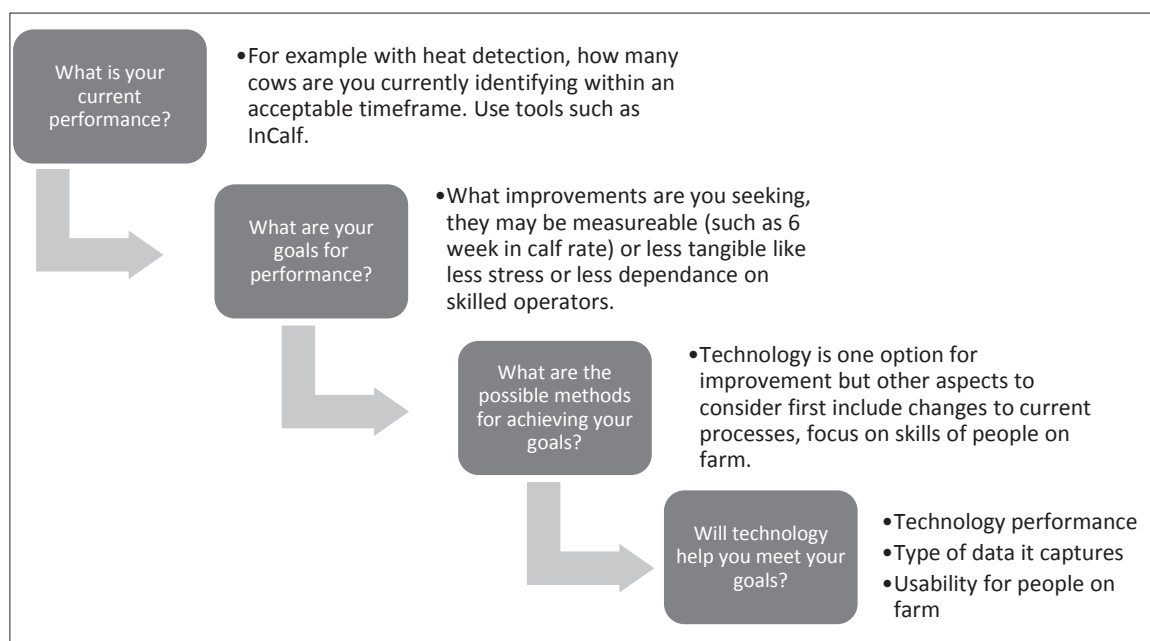 What is your
current
performance?
•For example with heat detection, how many
cows are you currently identifying within an
acceptable timeframe. Use tools such as
InCalf.
What are your
goals for
performance?
•What improvements are you seeking,
they may be measureable (such as 6
week in calf rate) or less tangible like
less stress or less dependance on
skilled operators.
What are the
possible methods
for achieving your
goals?
•Technology is one option for
improvement but other aspects to
consider first include changes to current
processes, focus on skills of people on
farm.
Will technology
help you meet your
goals?
•Technology performance
•Type of data it captures
•Usability for people on
farm